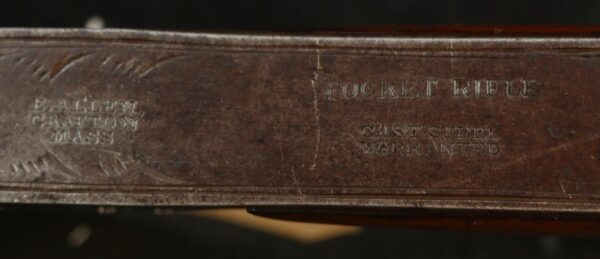 E. ALLEN.
GRAFTON
MASS
POCKET RIFLE
CAST STEEL
WARRANTED